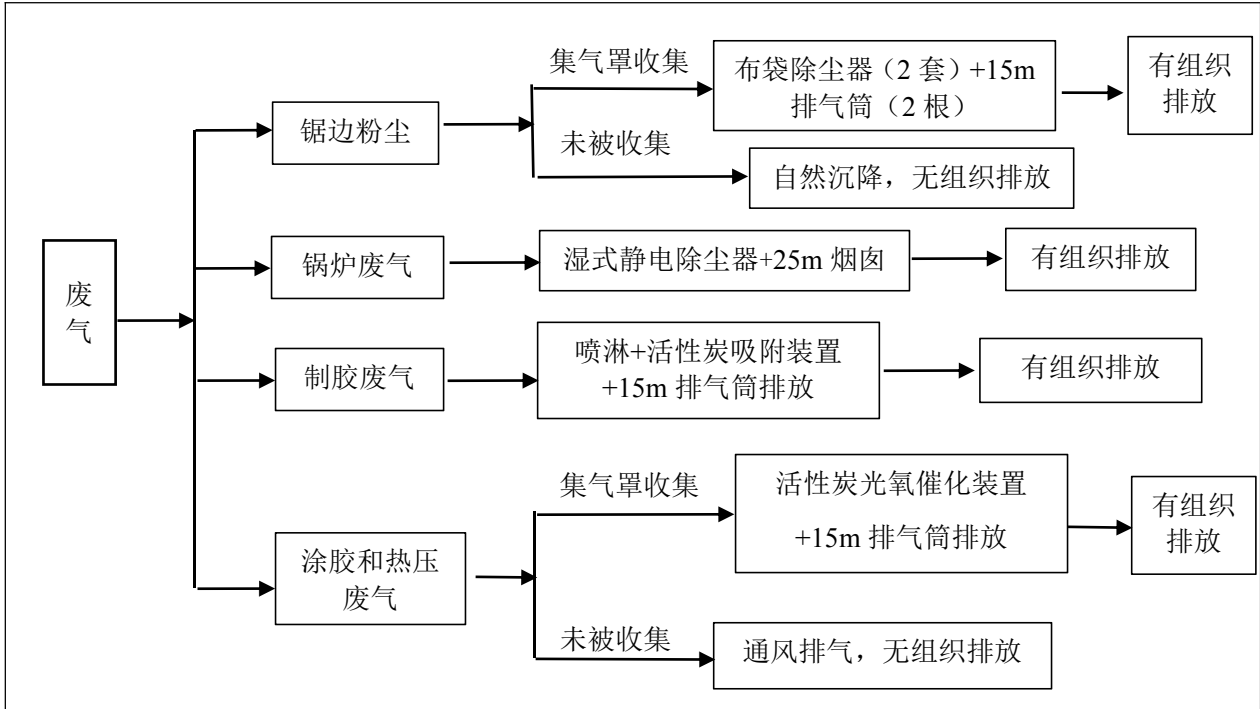 集气罩收集
布袋除尘器（2 套）+15m
排气筒（2 根）
有组织
排放
锯边粉尘
未被收集
自然沉降，无组织排放
废
气
锅炉废气
湿式静电除尘器+25m 烟囱
有组织排放
制胶废气
喷淋+活性炭吸附装置
+15m 排气筒排放
有组织排放
集气罩收集
活性炭光氧催化装置
+15m 排气筒排放
有组织
排放
涂胶和热压
废气
未被收集
通风排气，无组织排放